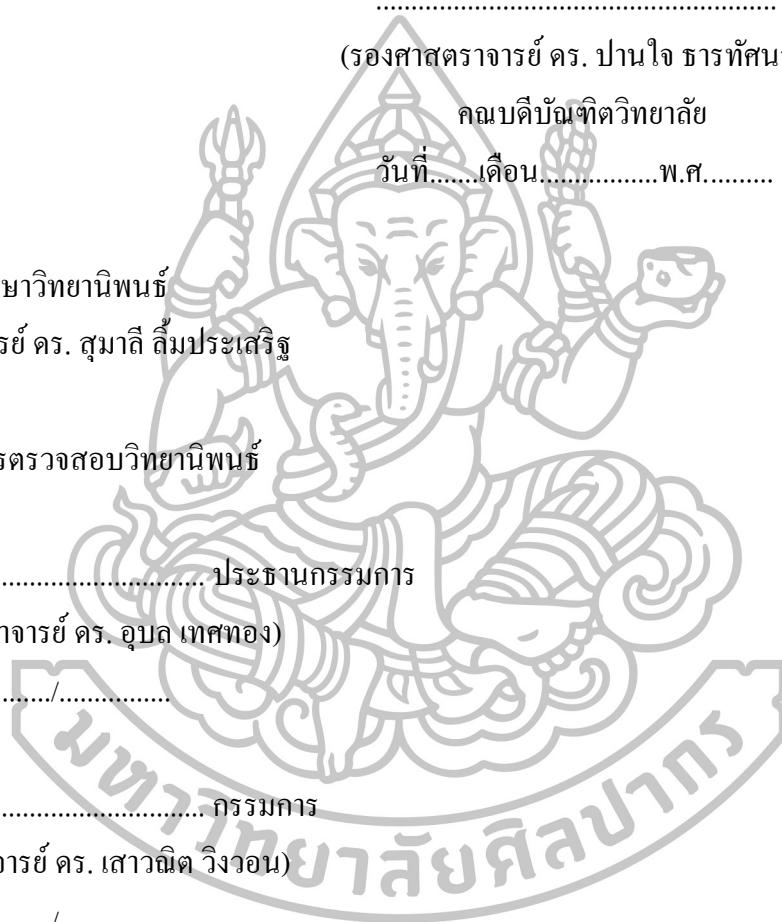 ........................................................
(รองศาสตราจารย์ ดร. ปานใจ ธารทัศน
คณบดีบัณฑิตวิทยาลัย
วันที่.......เดือน.................พ.ศ..........
ษาวิทยานิพนธ์
รย์ ดร. สุมาลี ลิ้มประเสริฐ
รตรวจสอบวิทยานิพนธ์
................................ ประธานกรรมการ
าจารย์ ดร. อุบล เทศทอง)
......./................
................................ กรรมการ
จารย์ ดร. เสาวณิต วิงวอน)
......./................
มหาวิทยาลัยศิลปากร